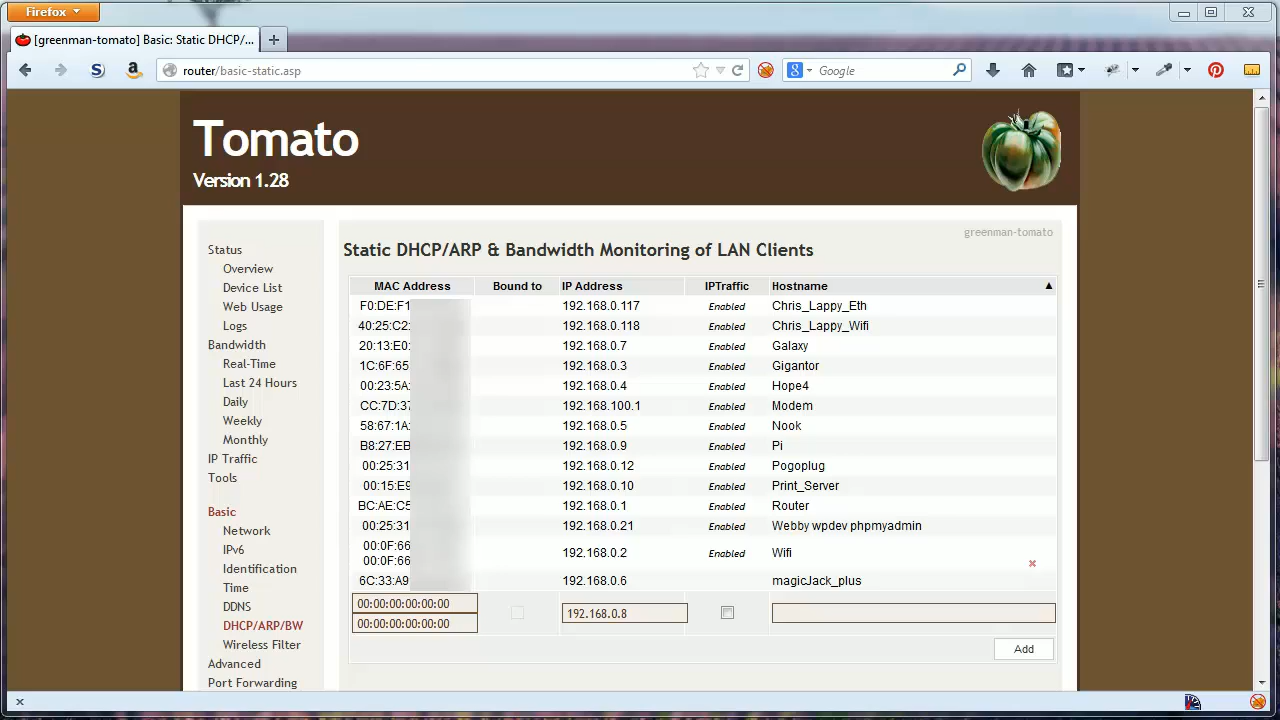 Firefox
[greenman-tomato] Basic: Static DHCP/...
router/basic-static.asp
Google
Tomato
Version 1.28
greenman-tomato
Status
Overview
Device List
Web Usage
Logs
Bandwidth
Real-Time
Last 24 Hours
Daily
Weekly
Monthly
IP Traffic
Tools
Basic
Network
IPv6
Identification
Time
DDNS
DHCP/ARP/BW
Wireless Filter
Advanced
Port Forwarding
Static DHCP/ARP & Bandwidth Monitoring of LAN Clients
MAC Address Bound to IP Address IPTraffic Hostname
F0:DE:F1 192.168.0.117 Enabled Chris_Lappy_Eth
40:25:C2: 192.168.0.118 Enabled Chris_Lappy_Wifi
20:13:E0: 192.168.0.7 Enabled Galaxy
1C:6F:65 192.168.0.3 Enabled Gigantor
00:23:5A: 192.168.0.4 Enabled Hope4
CC:7D:37 192.168.100.1 Enabled Modem
58:67:1A: 192.168.0.5 Enabled Nook
B8:27:EB 192.168.0.9 Enabled Pi
00:25:31 192.168.0.12 Enabled Pogoplug
00:15:E9 192.168.0.10 Enabled Print_Server
BC:AE:C5 192.168.0.1 Enabled Router
00:25:31 192.168.0.21 Enabled Webby wpdev phpmyadmin
00:0F:66
00:0F:66 192.168.0.2 Enabled Wifi
6C:33:A9 192.168.0.6 magicJack_plus
00:00:00:00:00:00
00:00:00:00:00:00 192.168.0.8
Add